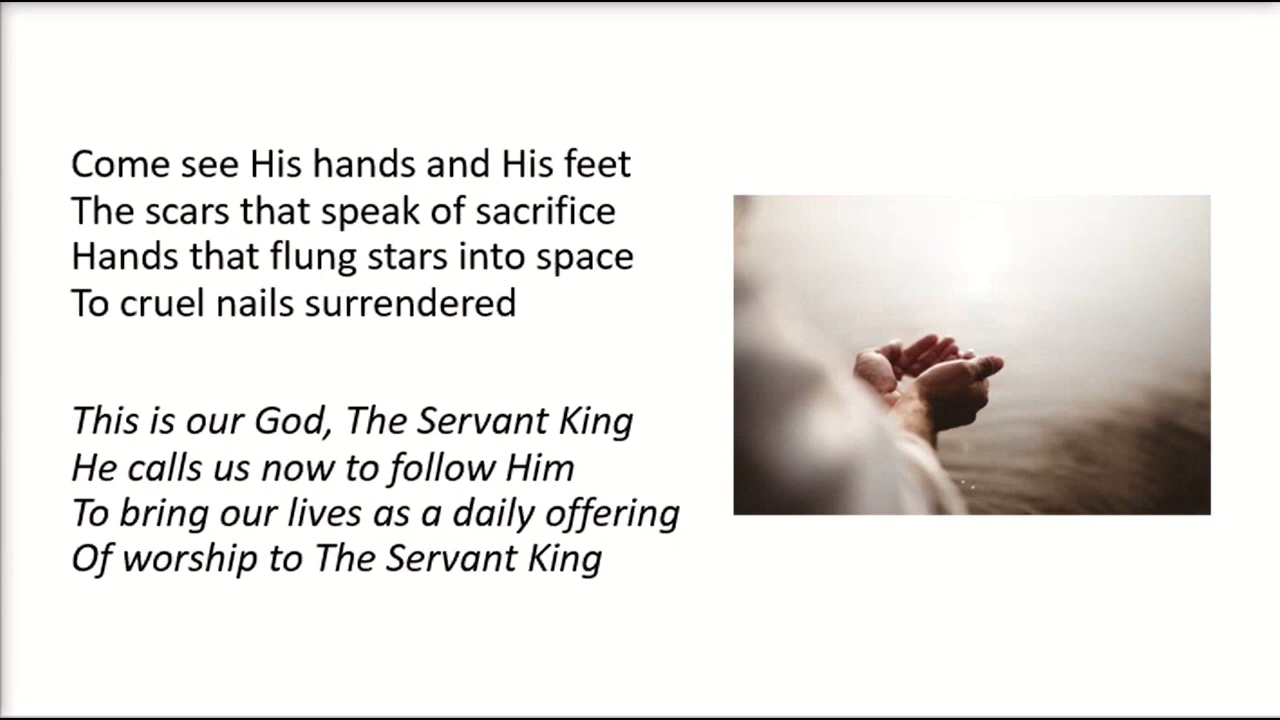 Come see His hands and His feet
The scars that speak of sacrifice
Hands that flung stars into space
To cruel nails surrendered
This is our God, The Servant King
He calls us now to follow Him
To bring our lives as a daily offering
Of worship to The Servant King